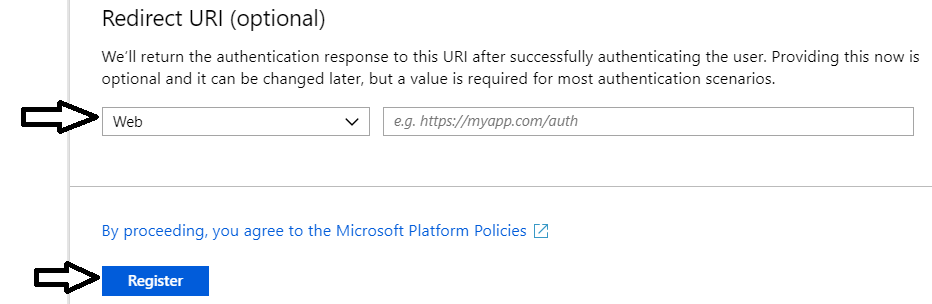 Redirect URI (optional)
We'll return the authentication response to this URI after successfully authenticating the user. Providing this now is
optional and it can be changed later, but a value is required for most authentication scenarios.
Web
e.g. https://myapp.com/auth
By proceeding, you agree to the Microsoft Platform Policies
Register